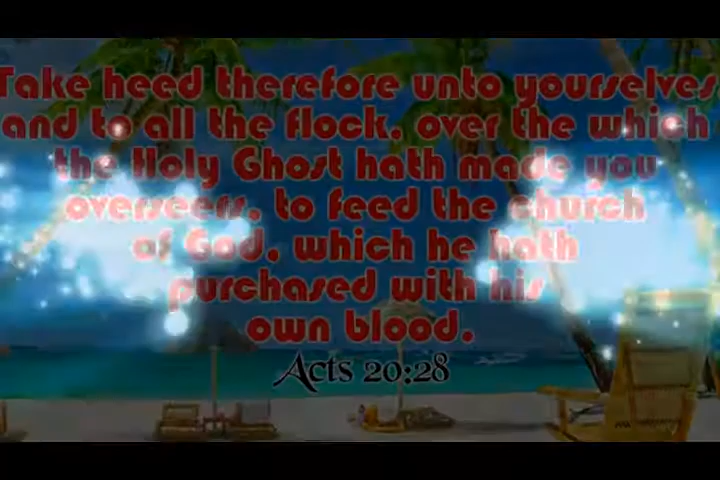 Take heed therefore unto yourselves
and to all the flock, over the which
the Holy Ghost hath made you
overseers, to feed the church
of God, which he hath
purchased with his
own blood.
Acts 20:28